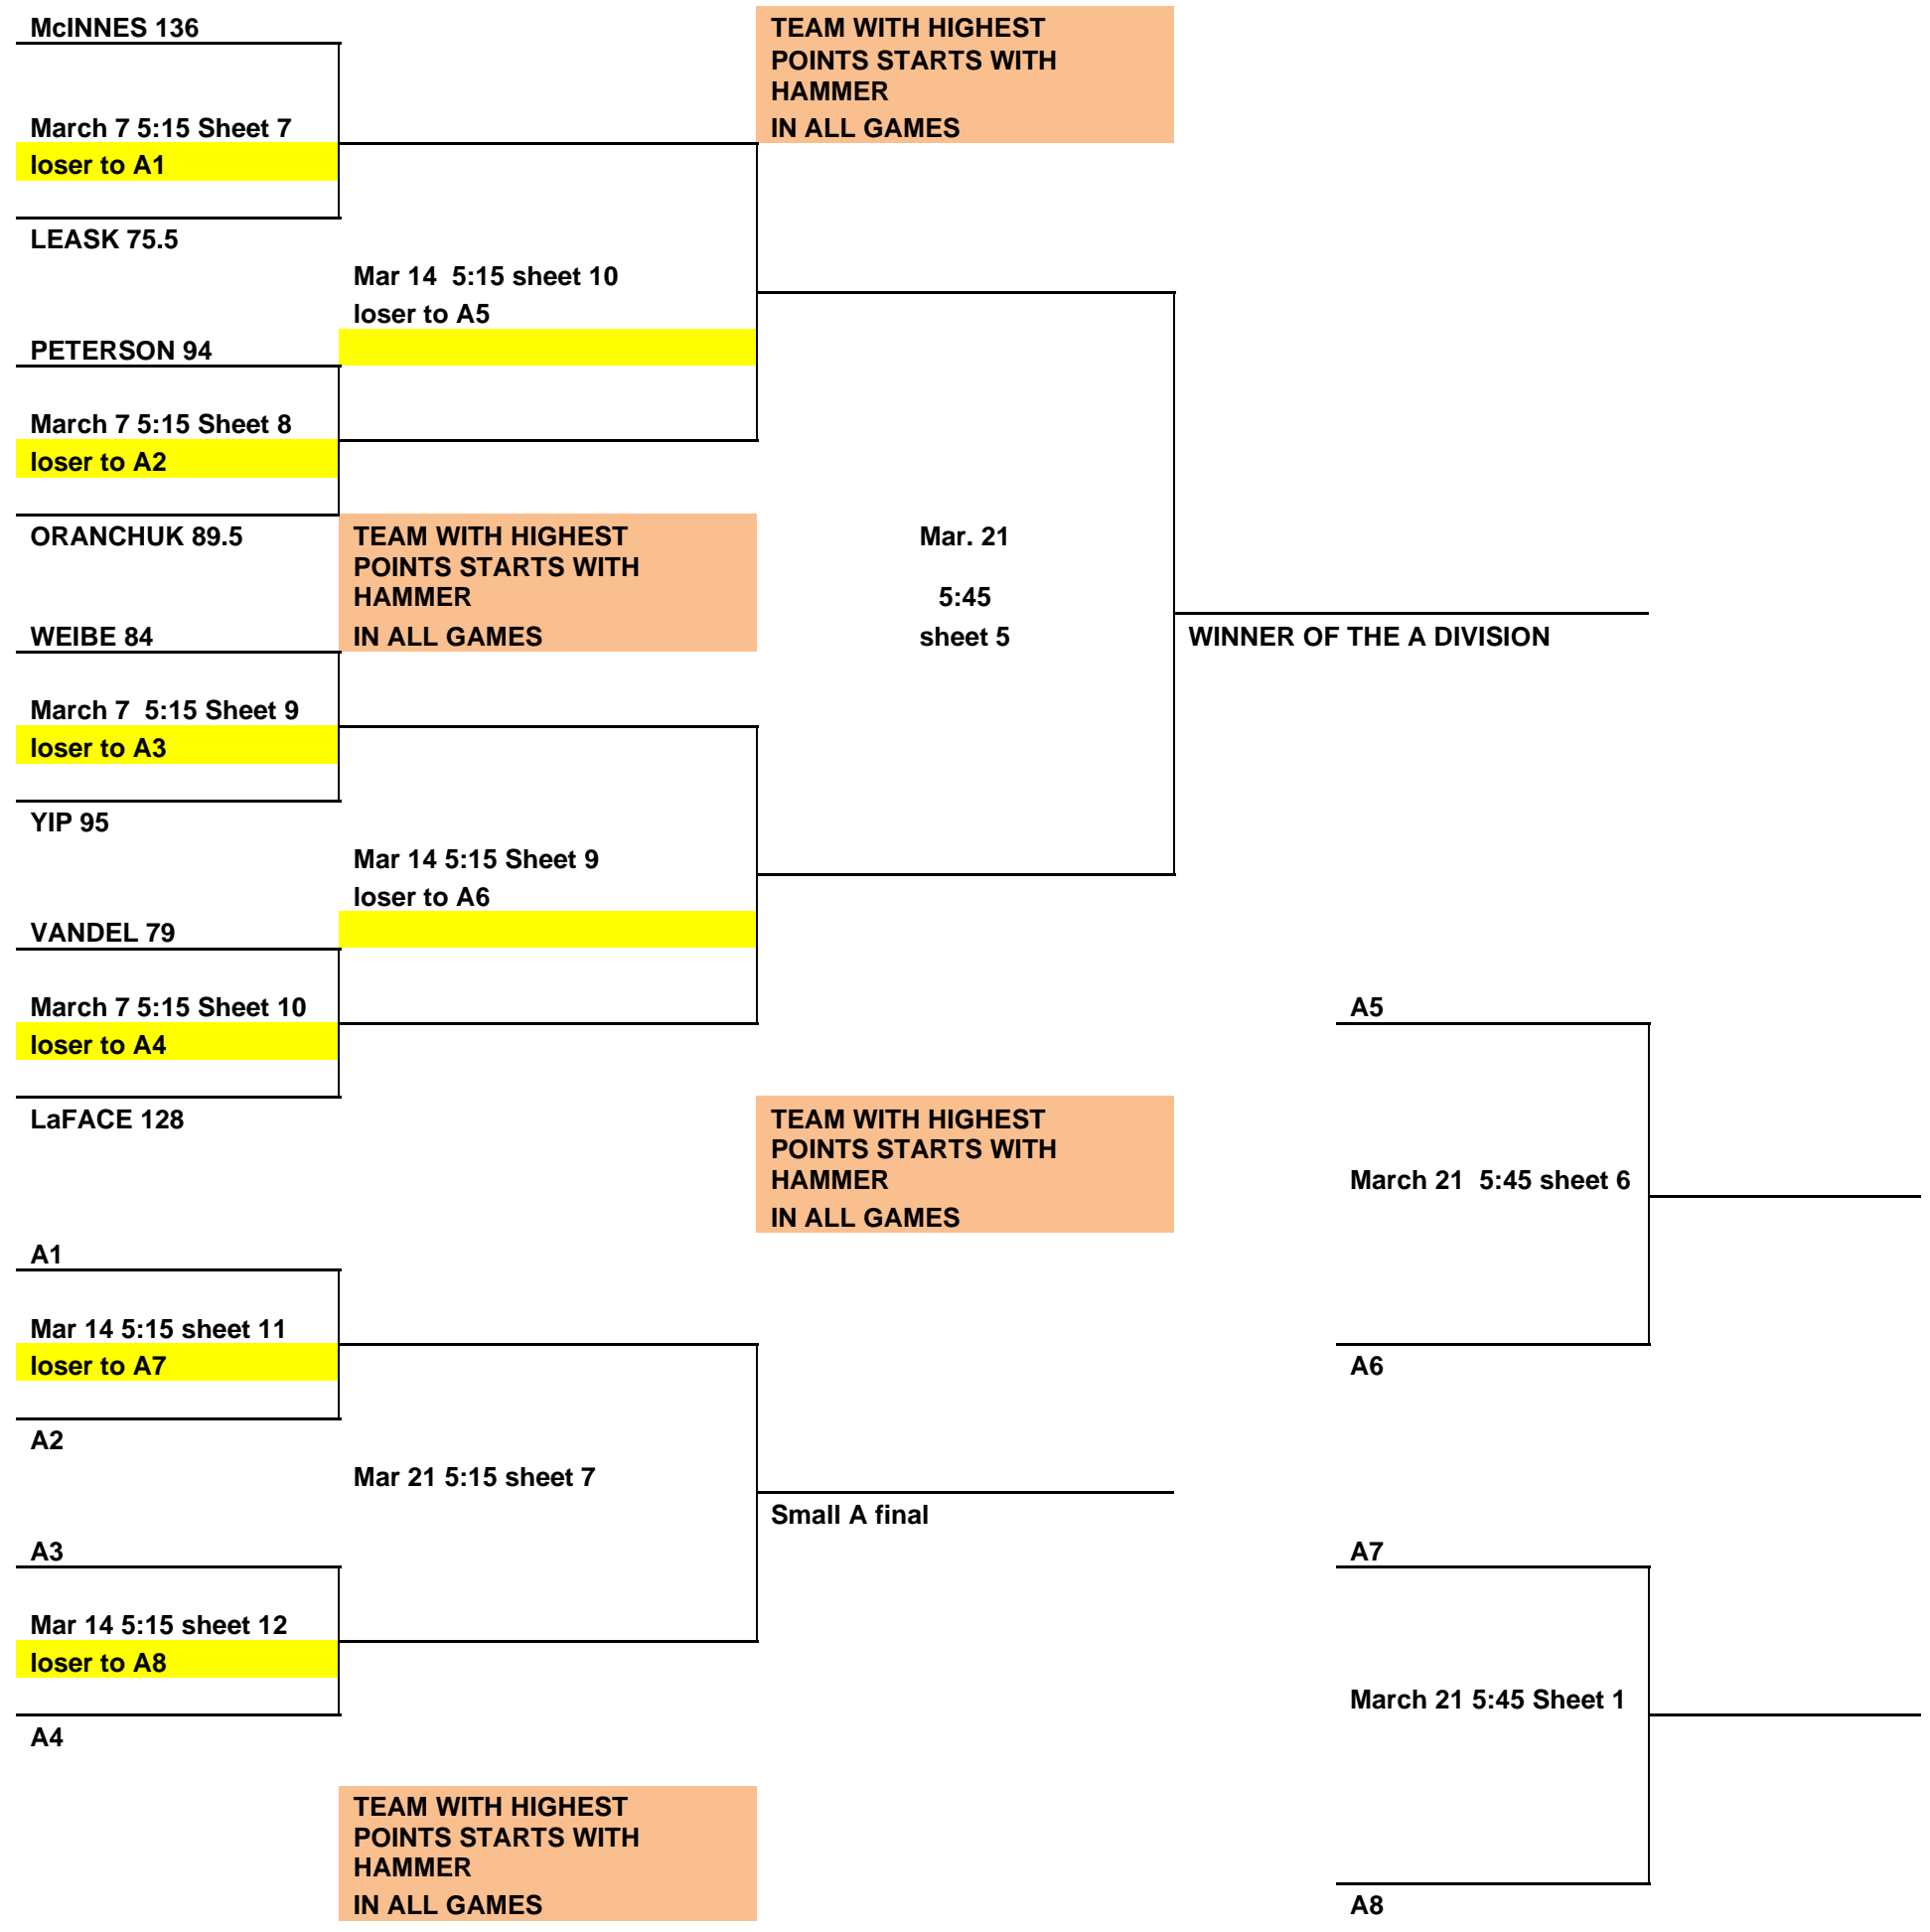 McINNES 136
TEAM WITH HIGHEST
POINTS STARTS WITH
HAMMER
IN ALL GAMES
March 7 5:15 Sheet 7
loser to A1
LEASK 75.5
Mar 14  5:15 sheet 10
loser to A5
PETERSON 94
March 7 5:15 Sheet 8
loser to A2
ORANCHUK 89.5
TEAM WITH HIGHEST
POINTS STARTS WITH
HAMMER
IN ALL GAMES
Mar. 21
5:45
sheet 5
WEIBE 84
WINNER OF THE A DIVISION
March 7  5:15 Sheet 9
loser to A3
YIP 95
Mar 14 5:15 Sheet 9
loser to A6
VANDEL 79
March 7 5:15 Sheet 10
loser to A4
LaFACE 128
A5
TEAM WITH HIGHEST
POINTS STARTS WITH
HAMMER
IN ALL GAMES
March 21  5:45 sheet 6
A6
A1
Mar 14 5:15 sheet 11
loser to A7
A2
Mar 21 5:15 sheet 7
Small A final
A3
Mar 14 5:15 sheet 12
loser to A8
A4
A7
March 21 5:45 Sheet 1
A8
TEAM WITH HIGHEST
POINTS STARTS WITH
HAMMER
IN ALL GAMES